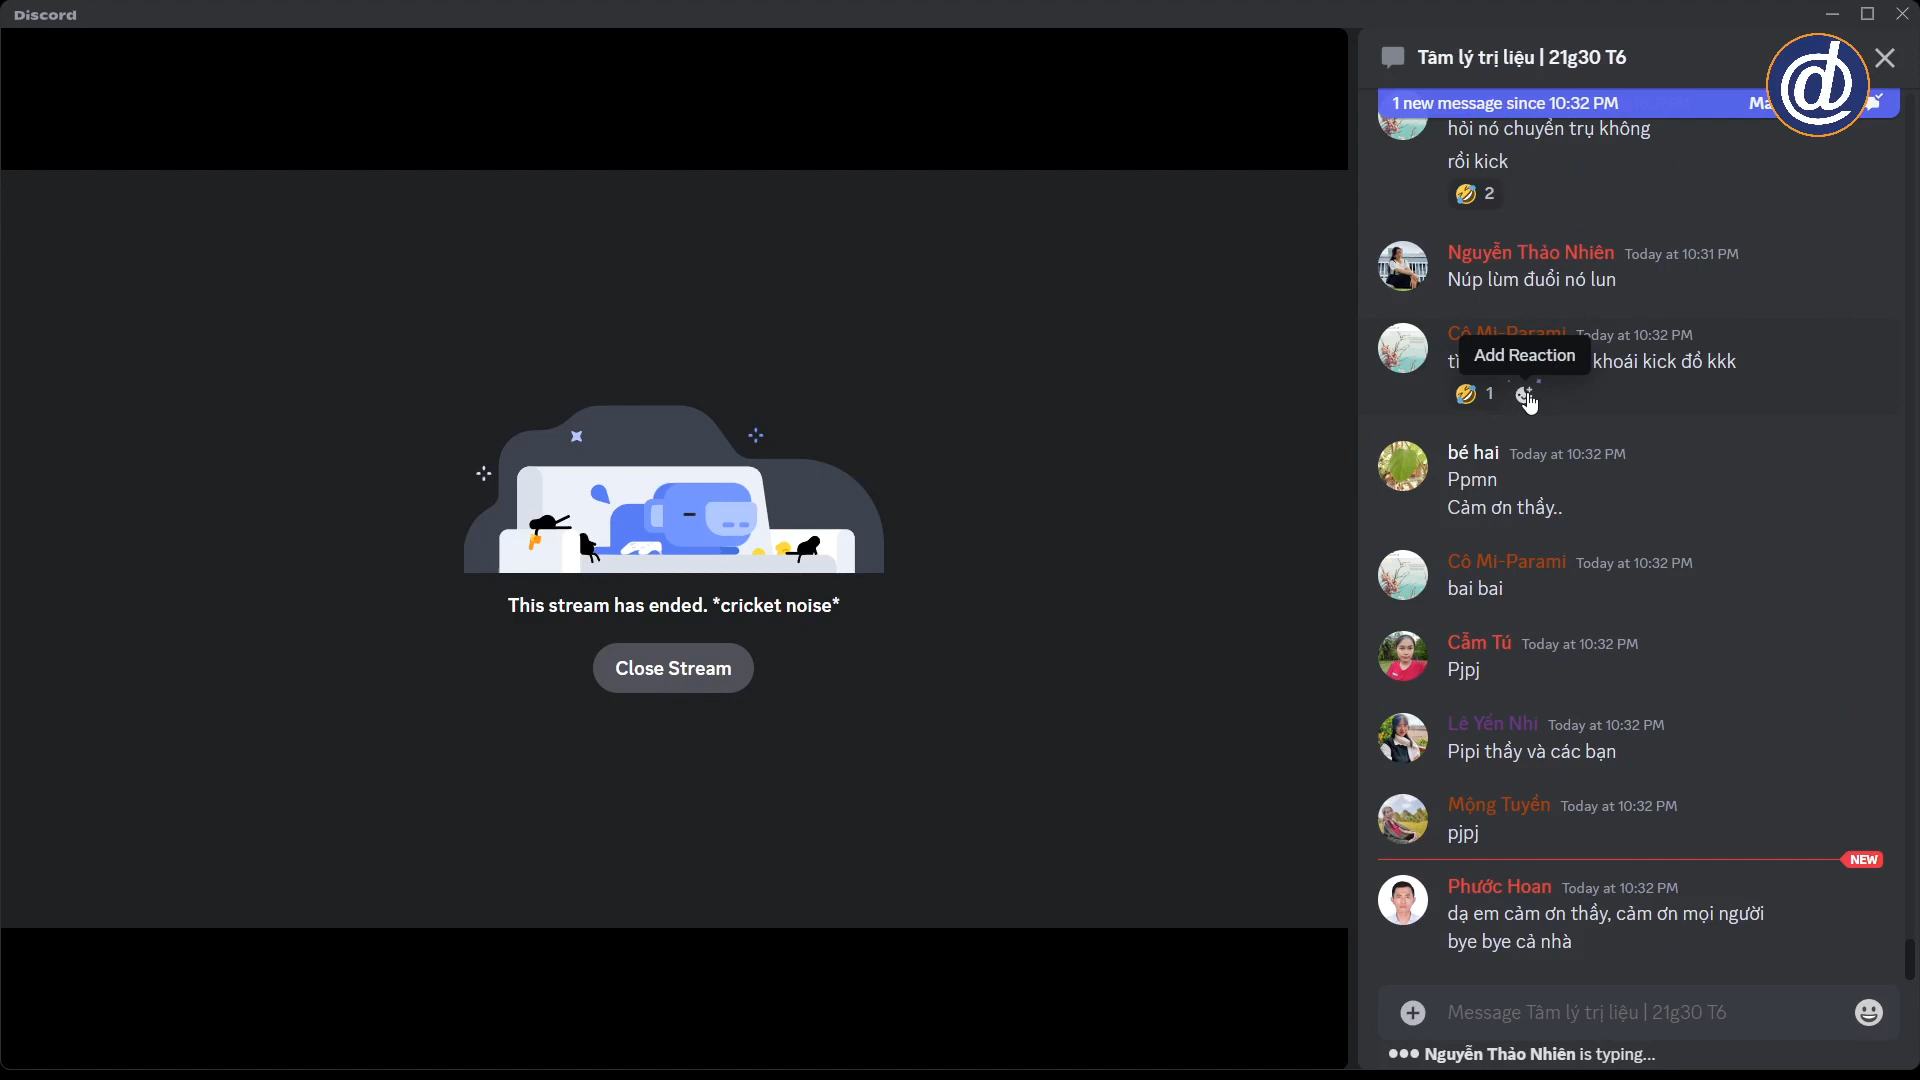 Discord
This stream has ended. *cricket noise*
Close Stream
Tâm lý trị liệu | 21g30 T6
1 new message since 10:32 PM
hỏi nó chuyển trụ không
rồi kick
2
Nguyễn Thảo Nhiên Today at 10:31 PM
Núp lùm đuổi nó lun
Cô Mi-Parami Today at 10:32 PM
Add Reaction
khoái kick đồ kkk
1
bé hai Today at 10:32 PM
Ppmn
Cảm ơn thầy..
Cô Mi-Parami Today at 10:32 PM
bai bai
Cẩm Tú Today at 10:32 PM
Pjpj
Lê Yến Nhi Today at 10:32 PM
Pipi thầy và các bạn
Mộng Tuyền Today at 10:32 PM
pjpj
NEW
Phước Hoan Today at 10:32 PM
dạ em cảm ơn thầy, cảm ơn mọi người
bye bye cả nhà
Message Tâm lý trị liệu | 21g30 T6
Nguyễn Thảo Nhiên is typing...